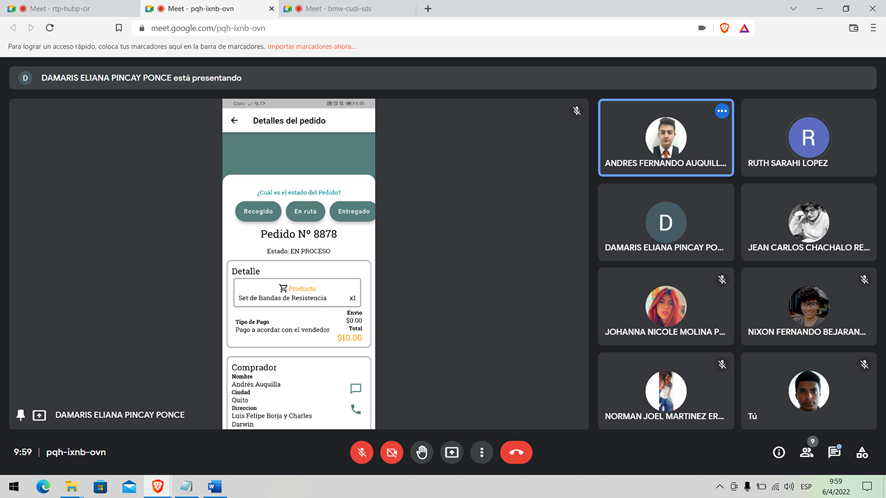 Meet - rtp-hubp-cir
Meet - pqh-ixnb-ovn
Meet - bmw-cudi-sds
meet.google.com/pqh-ixnb-ovn
Para lograr un acceso rápido, coloca tus marcadores aquí en la barra de marcadores. Importar marcadores ahora...
D DAMARIS ELIANA PINCAY PONCE está presentando
Claro
Detalles del pedido
¿Cuál es el estado del Pedido?
Recogido En ruta Entregado
Pedido Nº 8878
Estado: EN PROCESO
Detalle
Producto
Set de Bandas de Resistencia x1
Envio
$0.00
Tipo de Pago
Total
Pago a acordar con el vendedor
$10.00
Comprador
Nombre
Andrés Auquilla
Ciudad
Quito
Direccion
Luis Felipe Borja y Charles
Darwin
DAMARIS ELIANA PINCAY PONCE
ANDRES FERNANDO AUQUILL...
R
RUTH SARAHI LOPEZ
D
DAMARIS ELIANA PINCAY PO...
JEAN CARLOS CHACHALO RE...
JOHANNA NICOLE MOLINA P...
NIXON FERNANDO BEJARAN...
NORMAN JOEL MARTINEZ ER...
Tú
9:59 | pqh-ixnb-ovn
9
ESP
9:59
6/4/2022